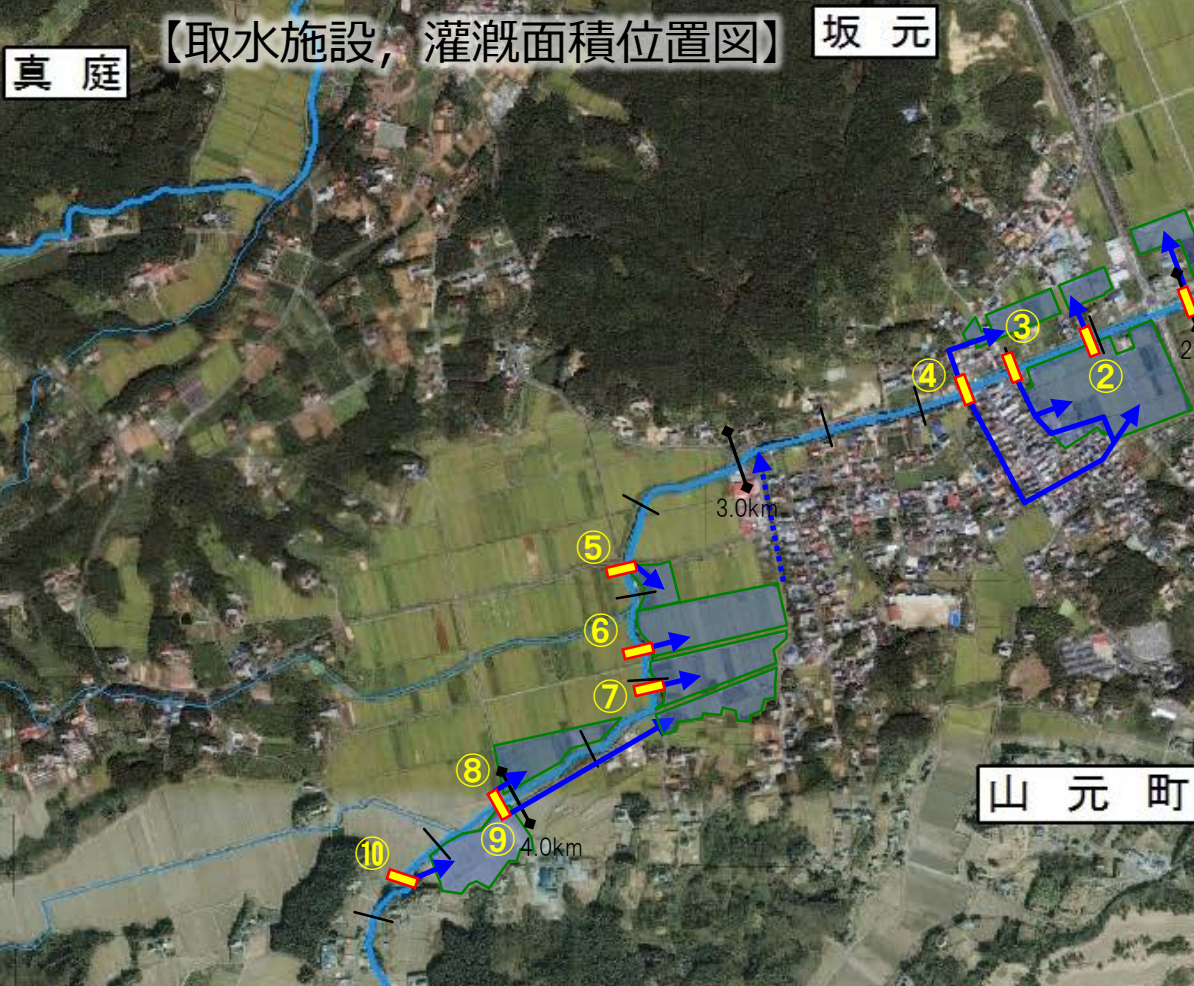 【取水施設，灌漑面積位置図】
坂 元
真 庭
③
④
②
2
3.0km
⑤
⑥
⑦
⑧
山 元 町
⑨
4.0km
⑩